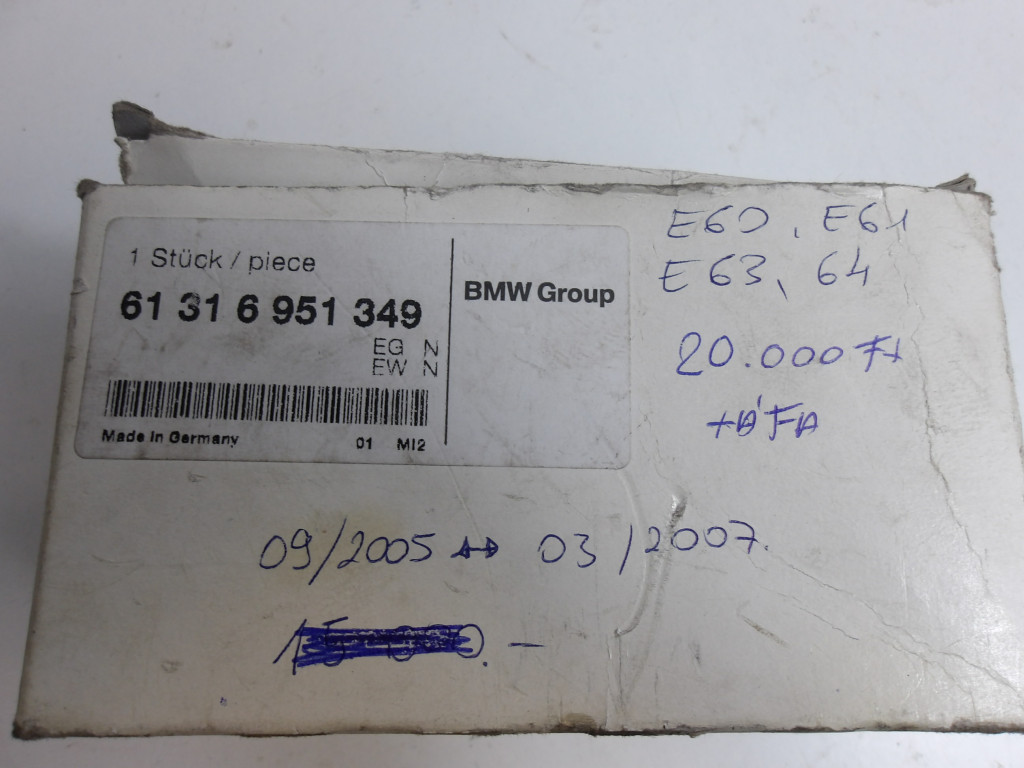 1 Stück / piece
61 31 6 951 349
EG N
EW N
Made in Germany 01 MI2
BMW Group
E60, E61
E63, 64
20.000 Ft
+ÁFA
09/2005 ↔ 03/2007.